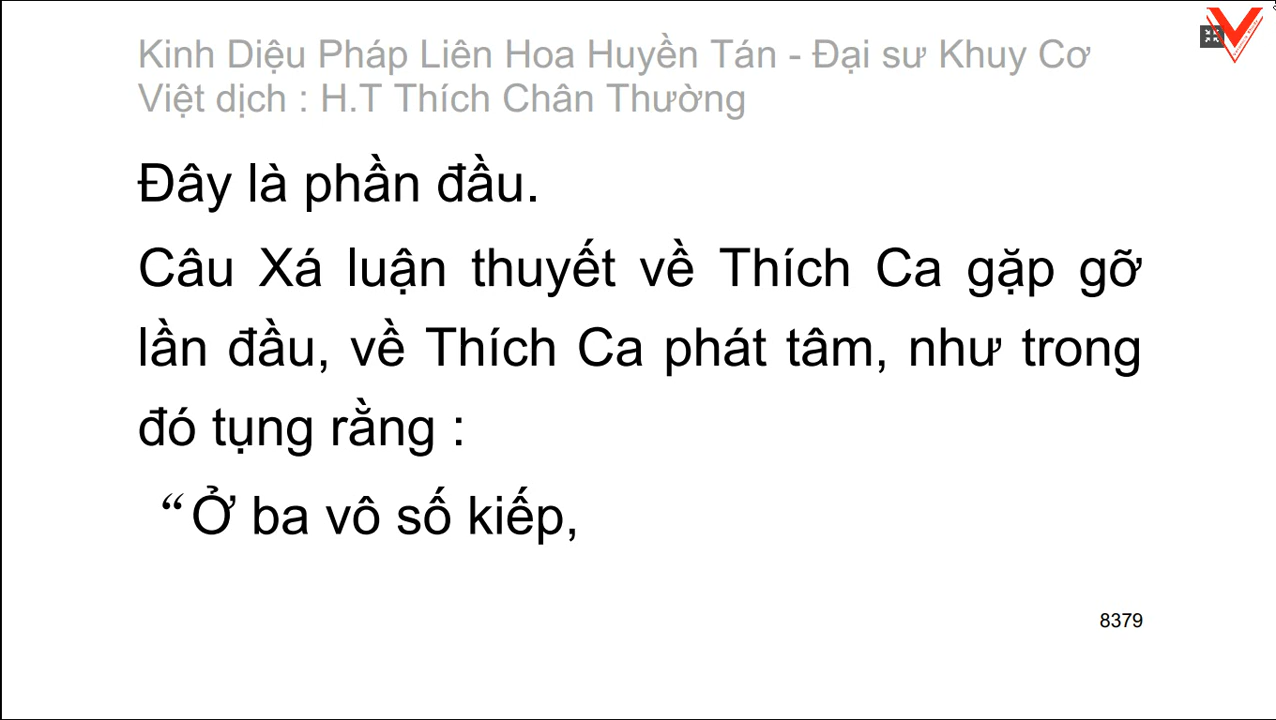 Kinh Diệu Pháp Liên Hoa Huyền Tán - Đại sư Khuy Cơ
Việt dịch : H.T Thích Chân Thường
Đây là phần đầu.
Câu Xá luận thuyết về Thích Ca gặp gỡ
lần đầu, về Thích Ca phát tâm, như trong
đó tụng rằng :
“Ở ba vô số kiếp,
8379